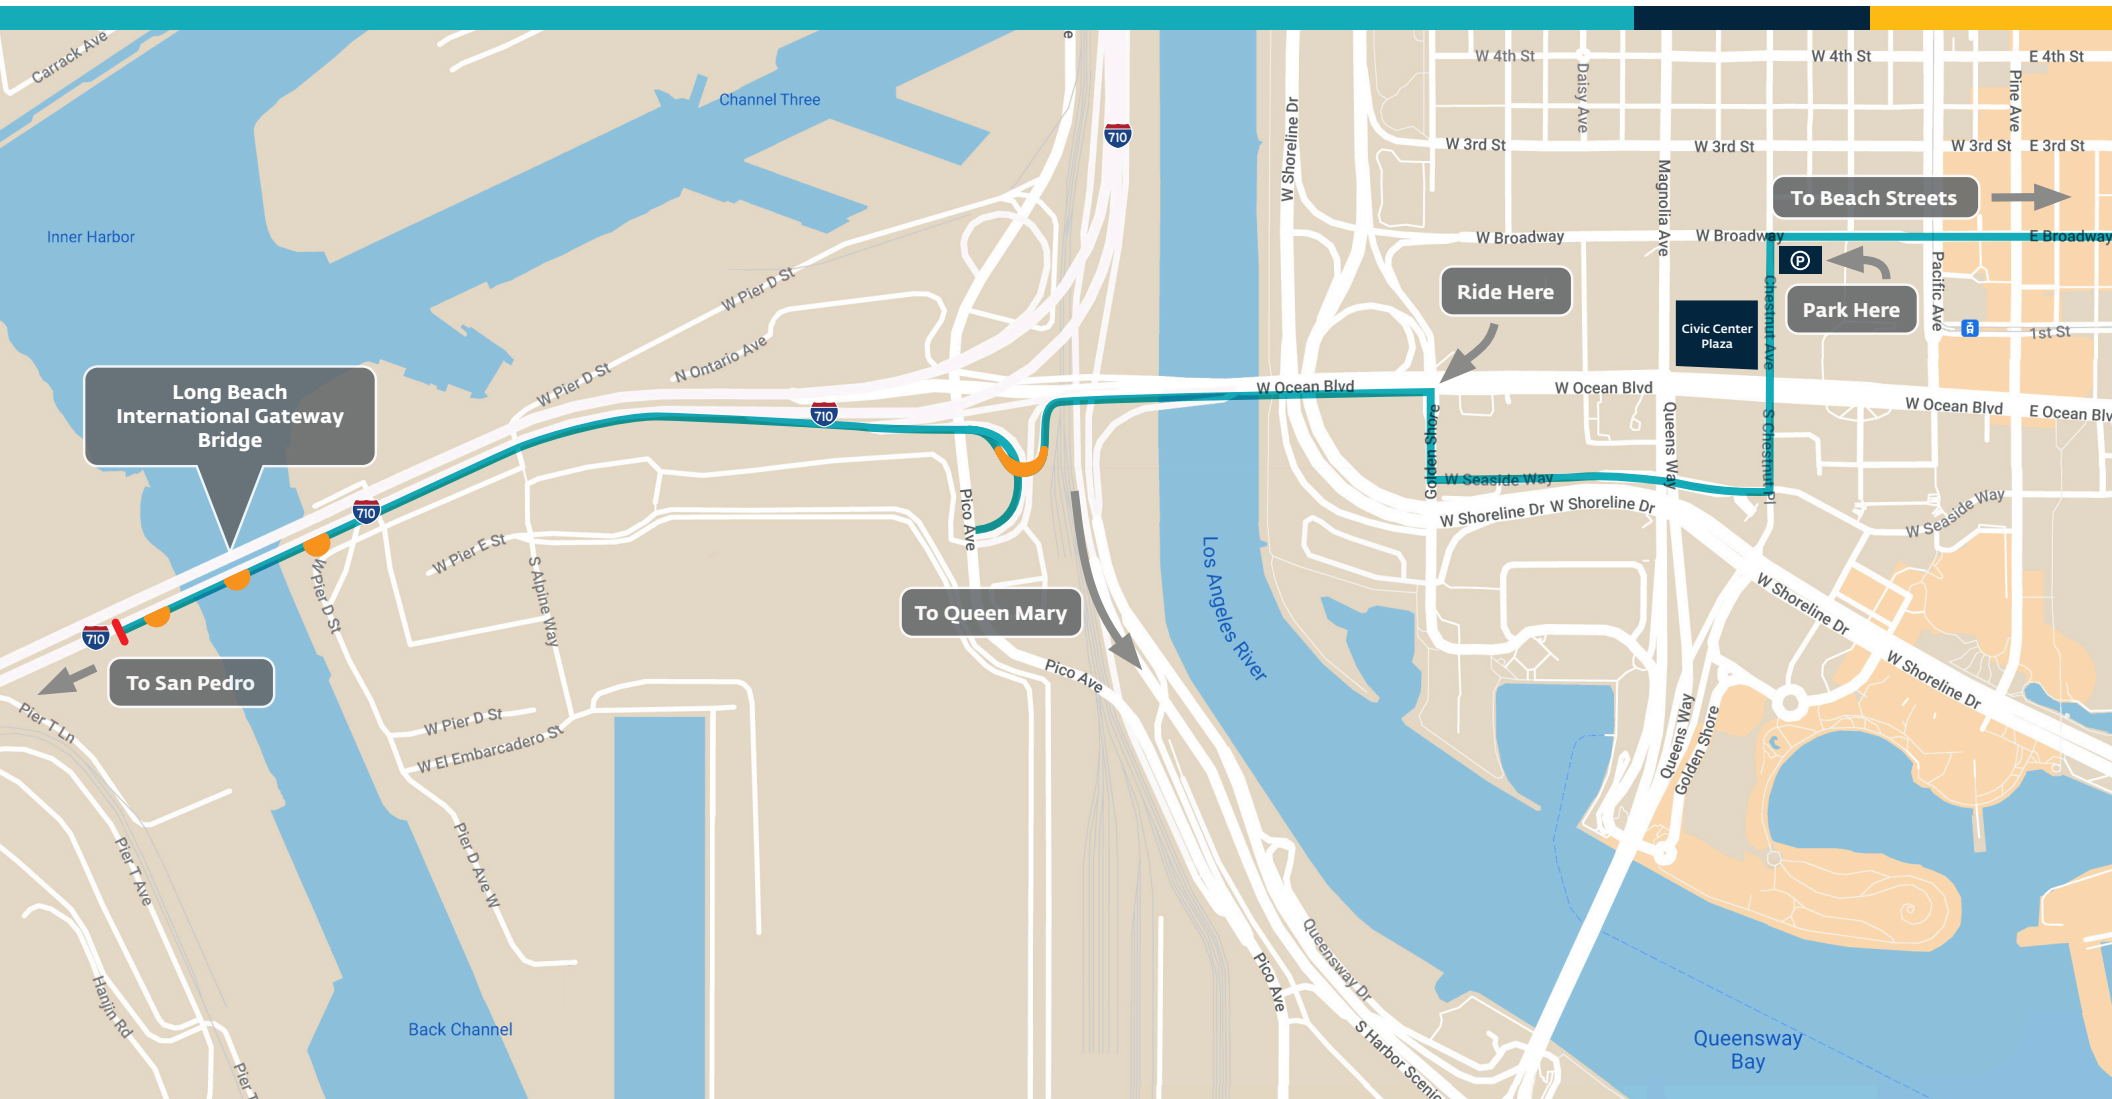 Carrack Ave
Channel Three
Inner Harbor
710
W Shoreline Dr
W 4th St
Daisy Ave
W 4th St
E 4th St
Pine Ave
W 3rd St
W 3rd St
W 3rd St
E 3rd St
Magnolia Ave
To Beach Streets
W Broadway
W Broadway
E Broadway
P
Park Here
Pacific Ave
1st St
Chestnut Ave
Civic Center
Plaza
Ride Here
W Pier D St
N Ontario Ave
W Pier D St
Long Beach
International Gateway
Bridge
710
W Ocean Blvd
W Ocean Blvd
W Ocean Blvd
E Ocean Blv
Golden Shore
Queens Way
S Chestnut Pl
W Seaside Way
W Seaside Way
W Shoreline Dr
W Shoreline Dr
710
Pico Ave
W Pier E St
S Alpine Way
W Pier D St
Los Angeles River
W Shoreline Dr
To Queen Mary
710
To San Pedro
Pico Ave
W Shoreline Dr
Pier T Ln
W Pier D St
W El Embarcadero St
Queens Way
Golden Shore
Pier T Ave
Pier D Ave W
Queensway Dr
Pico Ave
Hanjin Rd
Back Channel
S Harbor Scenic
Queensway
Bay
Pier T